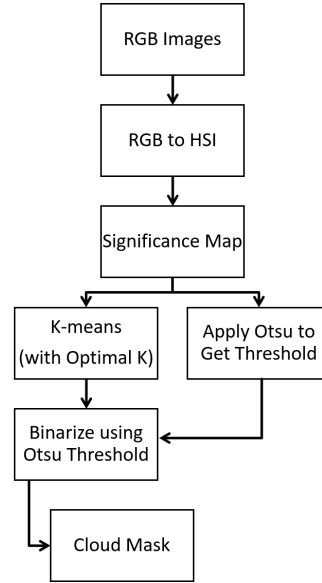 RGB Images
RGB to HSI
Significance Map
K-means
(with Optimal K)
Apply Otsu to
Get Threshold
Binarize using
Otsu Threshold
Cloud Mask